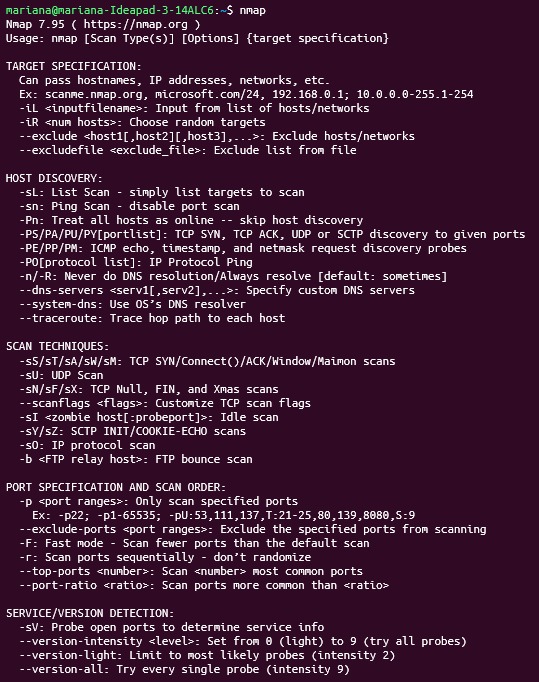 mariana@mariana-Ideapad-3-14ALC6:~$ nmap
Nmap 7.95 ( https://nmap.org )
Usage: nmap [Scan Type(s)] [Options] {target specification}

TARGET SPECIFICATION:
  Can pass hostnames, IP addresses, networks, etc.
  Ex: scanme.nmap.org, microsoft.com/24, 192.168.0.1; 10.0.0.0-255.1-254
  -iL <inputfilename>: Input from list of hosts/networks
  -iR <num hosts>: Choose random targets
  --exclude <host1[,host2][,host3],...>: Exclude hosts/networks
  --excludefile <exclude_file>: Exclude list from file

HOST DISCOVERY:
  -sL: List Scan - simply list targets to scan
  -sn: Ping Scan - disable port scan
  -Pn: Treat all hosts as online -- skip host discovery
  -PS/PA/PU/PY[portlist]: TCP SYN, TCP ACK, UDP or SCTP discovery to given ports
  -PE/PP/PM: ICMP echo, timestamp, and netmask request discovery probes
  -PO[protocol list]: IP Protocol Ping
  -n/-R: Never do DNS resolution/Always resolve [default: sometimes]
  --dns-servers <serv1[,serv2],...>: Specify custom DNS servers
  --system-dns: Use OS's DNS resolver
  --traceroute: Trace hop path to each host

SCAN TECHNIQUES:
  -sS/sT/sA/sW/sM: TCP SYN/Connect()/ACK/Window/Maimon scans
  -sU: UDP Scan
  -sN/sF/sX: TCP Null, FIN, and Xmas scans
  --scanflags <flags>: Customize TCP scan flags
  -sI <zombie host[:probeport]>: Idle scan
  -sY/sZ: SCTP INIT/COOKIE-ECHO scans
  -sO: IP protocol scan
  -b <FTP relay host>: FTP bounce scan

PORT SPECIFICATION AND SCAN ORDER:
  -p <port ranges>: Only scan specified ports
    Ex: -p22; -p1-65535; -pU:53,111,137,T:21-25,80,139,8080,S:9
  --exclude-ports <port ranges>: Exclude the specified ports from scanning
  -F: Fast mode - Scan fewer ports than the default scan
  -r: Scan ports sequentially - don't randomize
  --top-ports <number>: Scan <number> most common ports
  --port-ratio <ratio>: Scan ports more common than <ratio>

SERVICE/VERSION DETECTION:
  -sV: Probe open ports to determine service info
  --version-intensity <level>: Set from 0 (light) to 9 (try all probes)
  --version-light: Limit to most likely probes (intensity 2)
  --version-all: Try every single probe (intensity 9)